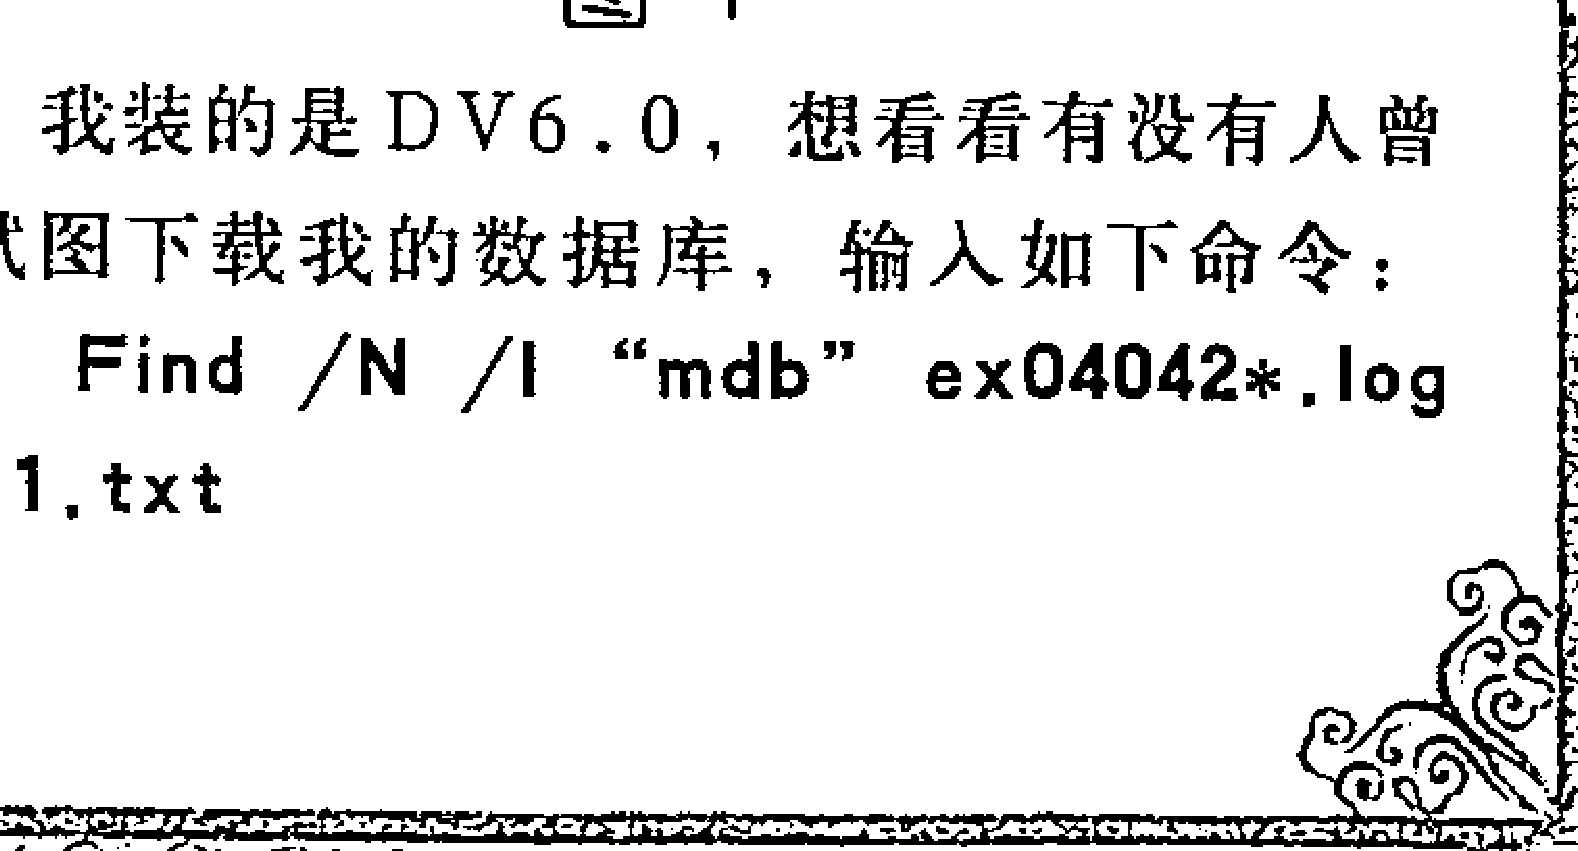 我装的是DV6.0，想看看有没有人曾
图下载我的数据库，输入如下命令：
Find /N /I “mdb” ex04042*.log
1.txt